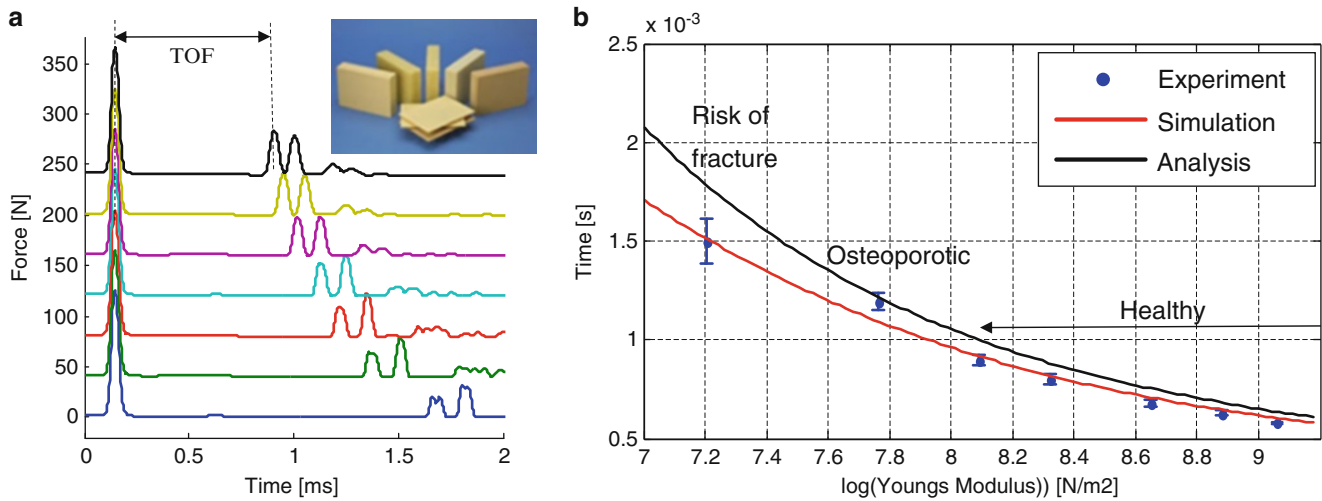 a
TOF
350
300
250
200
150
100
50
0
Force [N]
0
0.5
1
1.5
2
Time [ms]
b
x 10-3
2.5
2
1.5
1
0.5
Time [s]
Experiment
Simulation
Analysis
Risk of
fracture
Osteoporotic
Healthy
7
7.2
7.4
7.6
7.8
8
8.2
8.4
8.6
8.8
9
log(Youngs Modulus)) [N/m2]